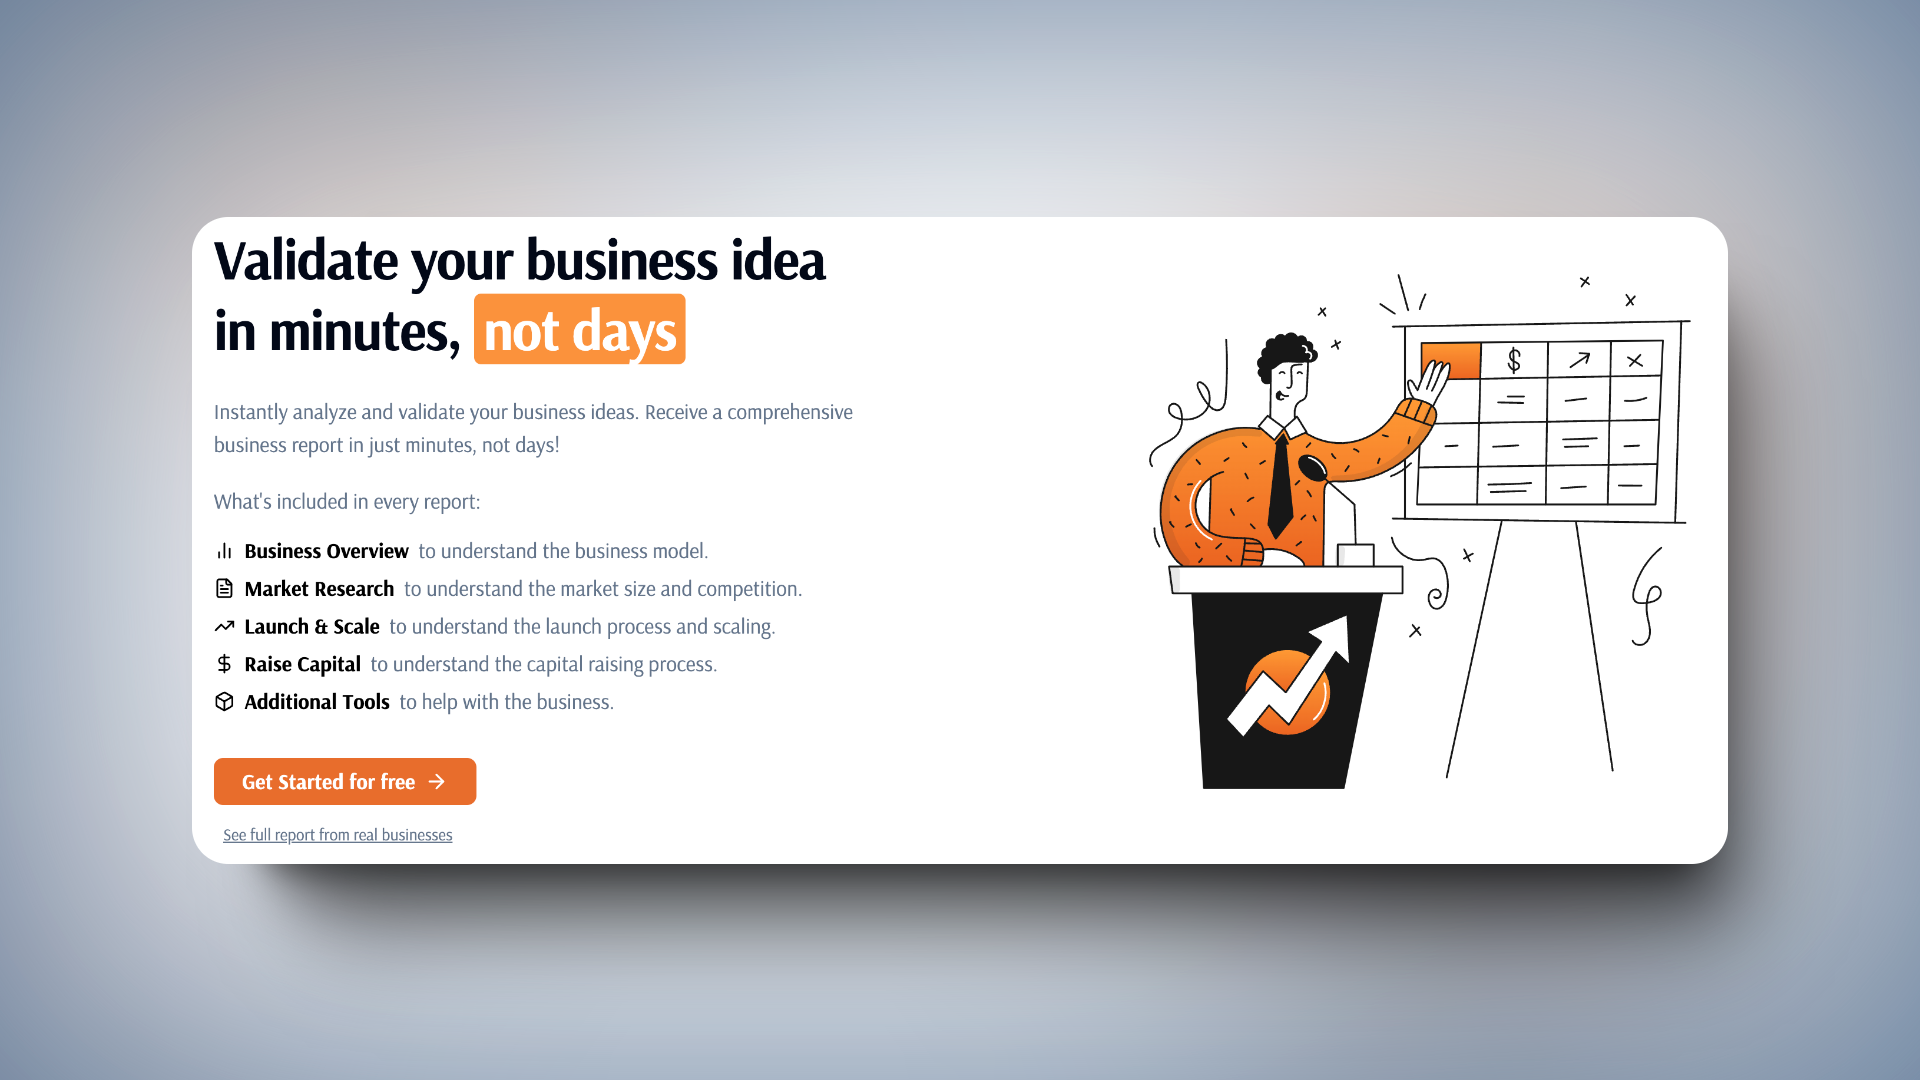 Validate your business idea
in minutes, not days
Instantly analyze and validate your business ideas. Receive a comprehensive
business report in just minutes, not days!
What's included in every report:
Business Overview to understand the business model.
Market Research to understand the market size and competition.
Launch & Scale to understand the launch process and scaling.
Raise Capital to understand the capital raising process.
Additional Tools to help with the business.
Get Started for free →
See full report from real businesses
$